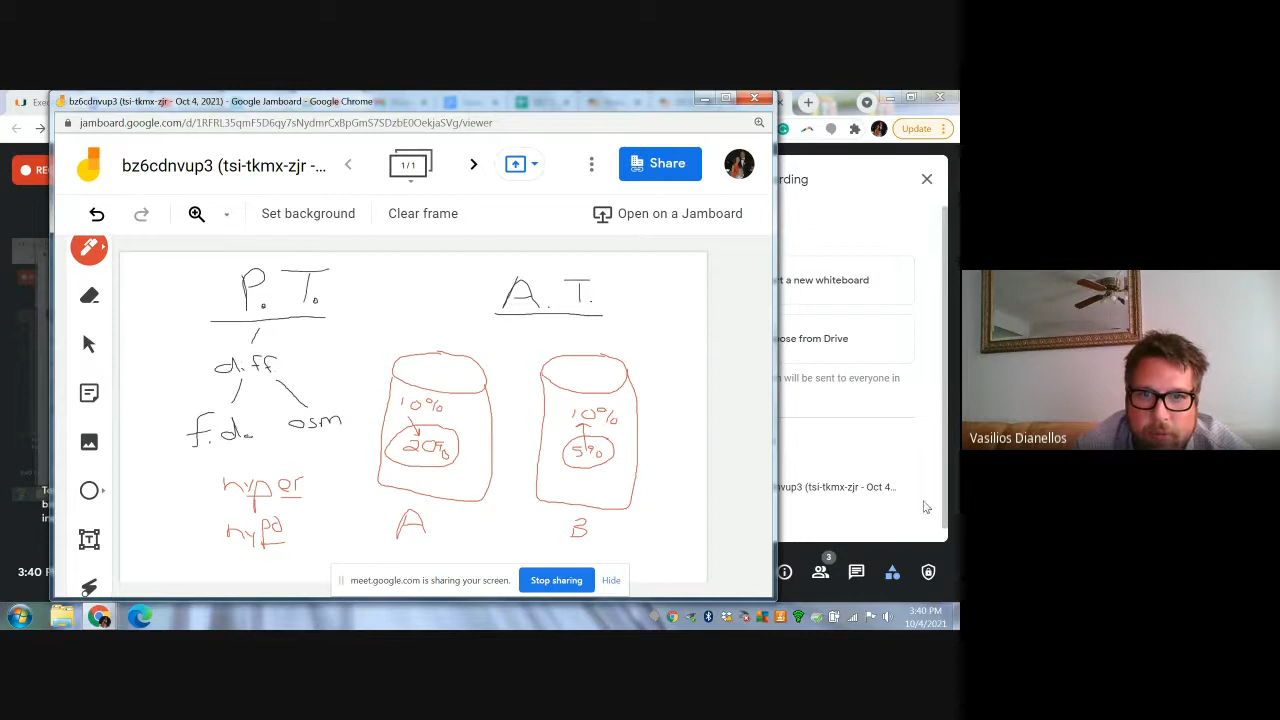 bz6cdnvup3 (tsi-tkmx-zjr - Oct 4, 2021) - Google Jamboard - Google Chrome
jamboard.google.com/d/1RFRL35qmF5D6qy7sNydmrCxBpGmS7SDzbE0OekjaSVg/viewer
Update
bz6cdnvup3 (tsi-tkmx-zjr -...
1/1
Share
rding
Set background
Clear frame
Open on a Jamboard
P.T.
A.T.
t a new whiteboard
diff
ose from Drive
f.d.
osm
10%
20%
10%
5%
n will be sent to everyone in
hyper
hypo
A
B
vup3 (tsi-tkmx-zjr - Oct 4...
Vasilios Dianellos
3
3:40
meet.google.com is sharing your screen.
Stop sharing
Hide
3:40 PM
10/4/2021